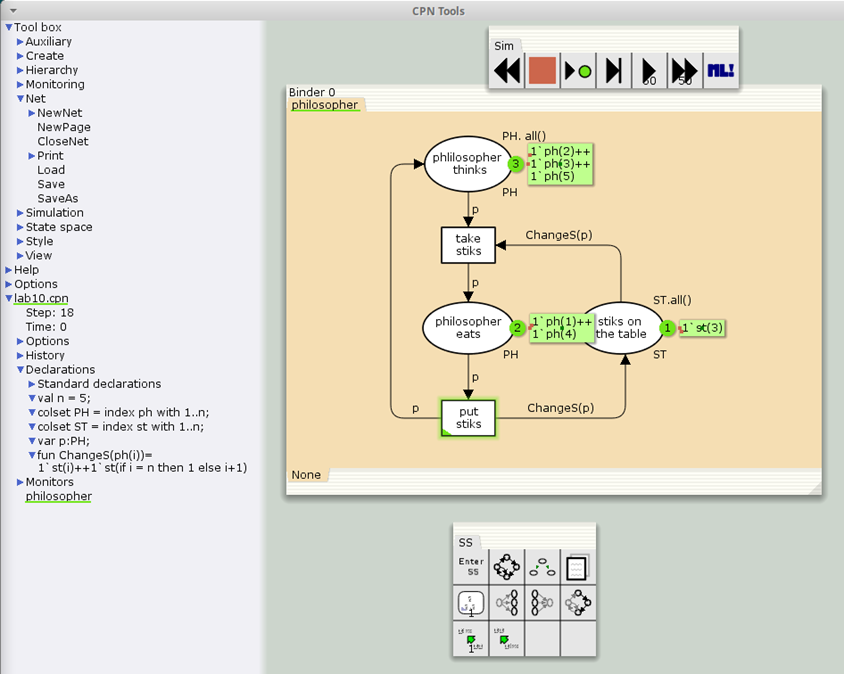 CPN Tools
Tool box
Auxiliary
Create
Hierarchy
Monitoring
Net
NewNet
NewPage
CloseNet
Print
Load
Save
SaveAs
Simulation
State space
Style
View
Help
Options
lab10.cpn
Step: 18
Time: 0
Options
History
Declarations
Standard declarations
val n = 5;
colset PH = index ph with 1..n;
colset ST = index st with 1..n;
var p:PH;
fun ChangeS(ph(i))=
1`st(i)++1`st(if i = n then 1 else i+1)
Monitors
philosopher
Sim
50
50
ML!
Binder 0
philosopher
PH. all()
phlilosopher
thinks
3
1`ph(2)++
1`ph(3)++
1`ph(5)
PH
p
take
stiks
ChangeS(p)
p
ST.all()
philosopher
eats
2
1`ph(1)++
1`ph(4)
stiks on
the table
1
1`st(3)
PH
ST
p
p
put
stiks
ChangeS(p)
None
SS
Enter
SS
1
1